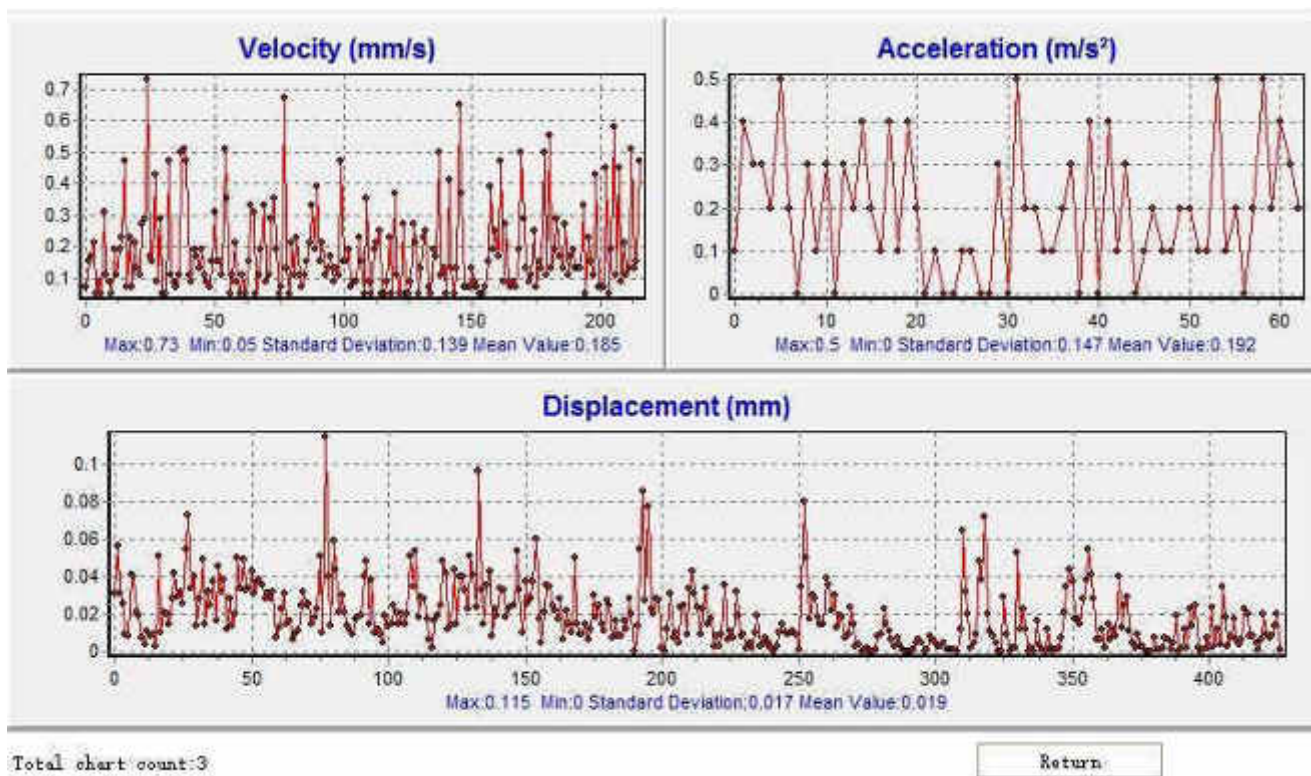 Velocity (mm/s)
0.7
0.6
0.5
0.4
0.3
0.2
0.1
0 50 100 150 200
Max:0.73 Min:0.05 Standard Deviation:0.139 Mean Value:0.185
Acceleration (m/s²)
0.5
0.4
0.3
0.2
0.1
0
0 10 20 30 40 50 60
Max:0.5 Min:0 Standard Deviation:0.147 Mean Value:0.192
Displacement (mm)
0.1
0.08
0.06
0.04
0.02
0
0 50 100 150 200 250 300 350 400
Max:0.115 Min:0 Standard Deviation:0.017 Mean Value:0.019
Total chart count:3
Return